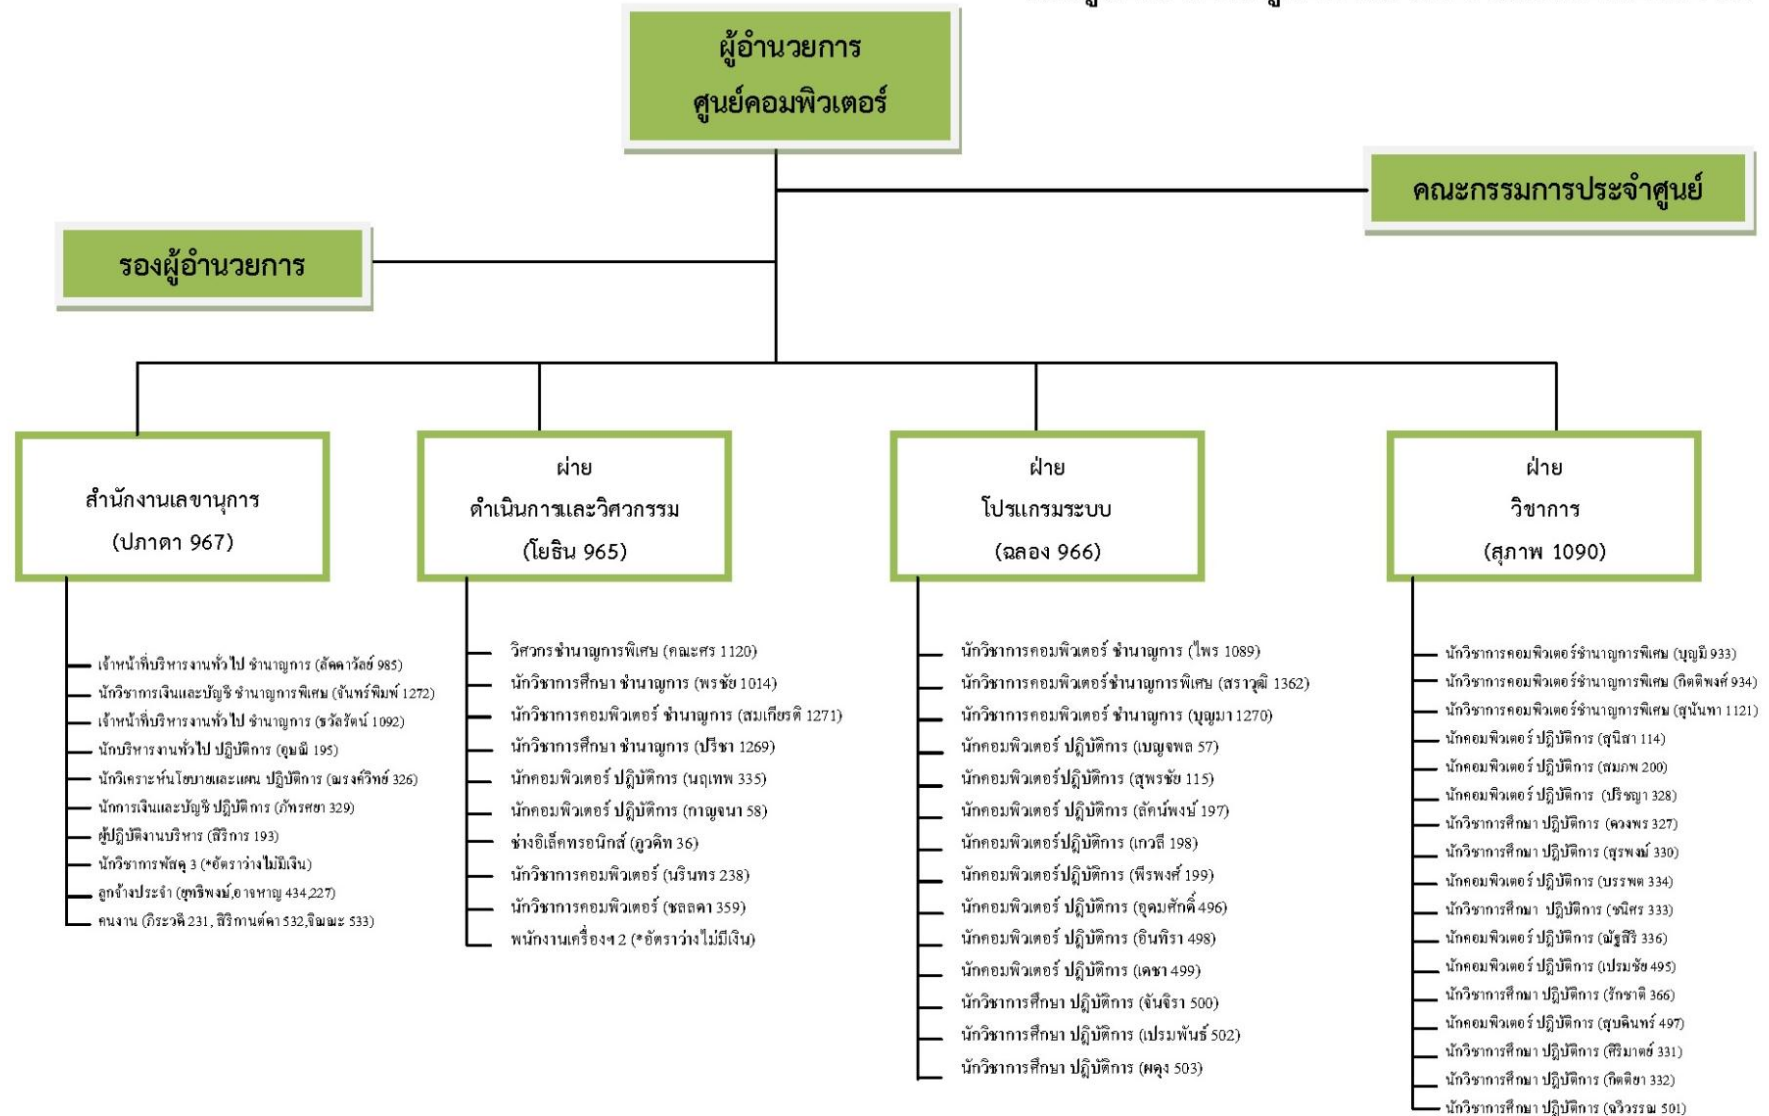 ผู้อำนวยการ
ศูนย์คอมพิวเตอร์
คณะกรรมการประจำศูนย์
รองผู้อำนวยการ
สำนักงานเลขานุการ
(ปภาดา 967)
ผ่าย
ดำเนินการและวิศวกรรม
(โยธิน 965)
ฝ่าย
โปรแกรมระบบ
(ฉลอง 966)
ฝ่าย
วิชาการ
(สุภาพ 1090)
เจ้าหน้าที่บริหารงานทั่วไป ชำนาญการ (ลัดดาวัลย์ 985)
นักวิชาการเงินและบัญชี ชำนาญการพิเศษ (จันทร์พิมพ์ 1272)
เจ้าหน้าที่บริหารงานทั่วไป ชำนาญการ (ธวัลรัตน์ 1092)
นักบริหารงานทั่วไป ปฏิบัติการ (อุษณี 195)
นักวิเคราะห์นโยบายและแผน ปฏิบัติการ (ณรงค์วิทย์ 326)
นักการเงินและบัญชี ปฏิบัติการ (ภัทรศยา 329)
ผู้ปฏิบัติงานบริหาร (สิริการ 193)
นักวิชาการพัสดุ 3 (*อัตราว่างไม่มีเงิน)
ลูกจ้างประจำ (ยุทธิพงษ์,อาจหาญ 434,227)
คนงาน (ภิระวดี 231, สิริกานต์ดา 532,จิณณะ 533)
วิศวกรชำนาญการพิเศษ (คณะศร 1120)
นักวิชาการศึกษา ชำนาญการ (พรชัย 1014)
นักวิชาการคอมพิวเตอร์ ชำนาญการ (สมเกียรติ 1271)
นักวิชาการศึกษา ชำนาญการ (ปรีชา 1269)
นักคอมพิวเตอร์ ปฏิบัติการ (นฤเทพ 335)
นักคอมพิวเตอร์ ปฏิบัติการ (กาญจนา 58)
ช่างอิเล็คทรอนิกส์ (ภูวดิท 36)
นักวิชาการคอมพิวเตอร์ (นรินทร 238)
นักวิชาการคอมพิวเตอร์ (ชลลดา 359)
พนักงานเครื่องฯ 2 (*อัตราว่างไม่มีเงิน)
นักวิชาการคอมพิวเตอร์ ชำนาญการ (ไพร 1089)
นักวิชาการคอมพิวเตอร์ชำนาญการพิเศษ (สราวุฒิ 1362)
นักวิชาการคอมพิวเตอร์ ชำนาญการ (บุญมา 1270)
นักคอมพิวเตอร์ ปฏิบัติการ (เบญจพล 57)
นักคอมพิวเตอร์ปฏิบัติการ (สุพรชัย 115)
นักคอมพิวเตอร์ ปฏิบัติการ (ลัคน์พงษ์ 197)
นักคอมพิวเตอร์ปฏิบัติการ (เกวลี 198)
นักคอมพิวเตอร์ปฏิบัติการ (พีรพงศ์ 199)
นักคอมพิวเตอร์ ปฏิบัติการ (อุดมศักดิ์ 496)
นักคอมพิวเตอร์ ปฏิบัติการ (อินทิรา 498)
นักคอมพิวเตอร์ ปฏิบัติการ (เดชา 499)
นักวิชาการศึกษา ปฏิบัติการ (จันจิรา 500)
นักวิชาการศึกษา ปฏิบัติการ (เปรมพันธ์ 502)
นักวิชาการศึกษา ปฏิบัติการ (ผดุง 503)
นักวิชาการคอมพิวเตอร์ชำนาญการพิเศษ (บุญมี 933)
นักวิชาการคอมพิวเตอร์ชำนาญการพิเศษ (กิตติพงศ์ 934)
นักวิชาการคอมพิวเตอร์ชำนาญการพิเศษ (สุนันทา 1121)
นักคอมพิวเตอร์ ปฏิบัติการ (สุนิสา 114)
นักคอมพิวเตอร์ ปฏิบัติการ (สมภพ 200)
นักคอมพิวเตอร์ ปฏิบัติการ (ปริชญา 328)
นักวิชาการศึกษา ปฏิบัติการ (ดวงพร 327)
นักวิชาการศึกษา ปฏิบัติการ (สุรพงษ์ 330)
นักคอมพิวเตอร์ ปฏิบัติการ (บรรพต 334)
นักวิชาการศึกษา ปฏิบัติการ (ชนิศร 333)
นักคอมพิวเตอร์ ปฏิบัติการ (ณัฐสิริ 336)
นักคอมพิวเตอร์ ปฏิบัติการ (เปรมชัย 495)
นักวิชาการศึกษา ปฏิบัติการ (รักชาติ 366)
นักคอมพิวเตอร์ ปฏิบัติการ (สุบดินทร์ 497)
นักวิชาการศึกษา ปฏิบัติการ (ศิริมาตย์ 331)
นักวิชาการศึกษา ปฏิบัติการ (กิตติยา 332)
นักวิชาการศึกษา ปฏิบัติการ (ฉวีวรรณ 501)